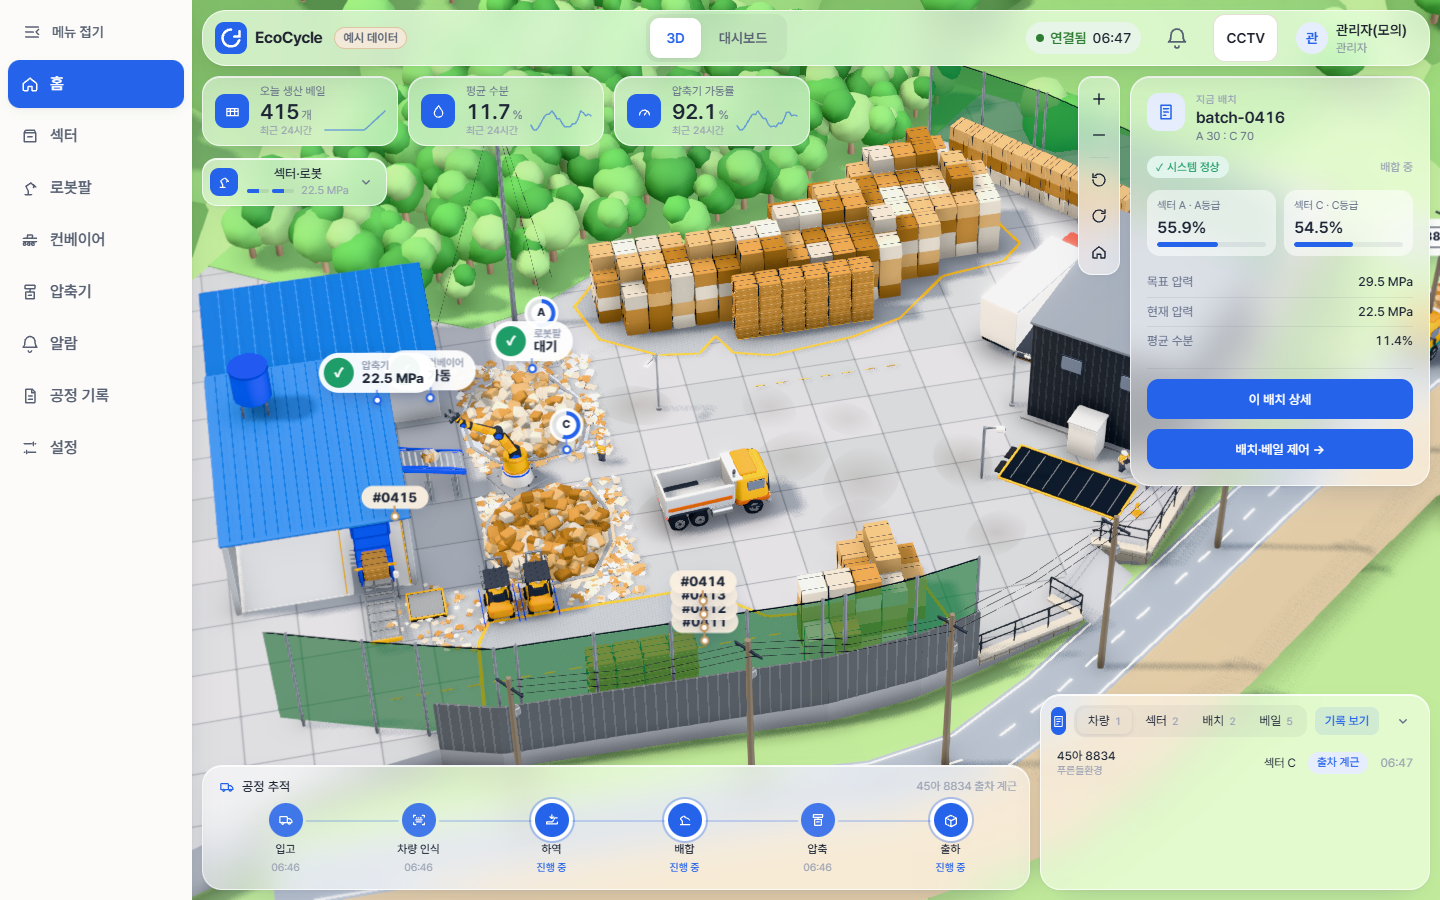 메뉴 접기
홈
섹터
로봇팔
컨베이어
압축기
알람
공정 기록
설정
EcoCycle
예시 데이터
3D
대시보드
연결됨 06:47
CCTV
관
관리자(모의)
관리자
오늘 생산 베일
415개
최근 24시간
평균 수분
11.7%
최근 24시간
압축기 가동률
92.1%
최근 24시간
섹터·로봇
22.5 MPa
지금 배치
batch-0416
A 30 : C 70
✓ 시스템 정상
배합 중
섹터 A · A등급
55.9%
섹터 C · C등급
54.5%
목표 압력
29.5 MPa
현재 압력
22.5 MPa
평균 수분
11.4%
이 배치 상세
배치·베일 제어 →
A
로봇팔
대기
압축기
22.5 MPa
C
#0415
#0414
#0413
#0412
#0411
공정 추적
45아 8834 출차 계근
입고
06:46
차량 인식
06:46
하역
진행 중
배합
진행 중
압축
06:46
출하
진행 중
차량 1
섹터 2
배치 2
베일 5
기록 보기
45아 8834
푸른들환경
섹터 C
출차 계근
06:47